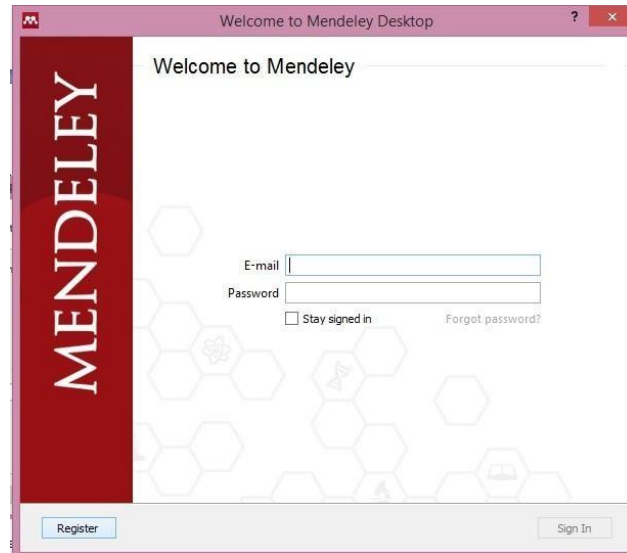 Welcome to Mendeley Desktop
?
MENDELEY
Welcome to Mendeley
E-mail
Password
Stay signed in Forgot password?
Register Sign In